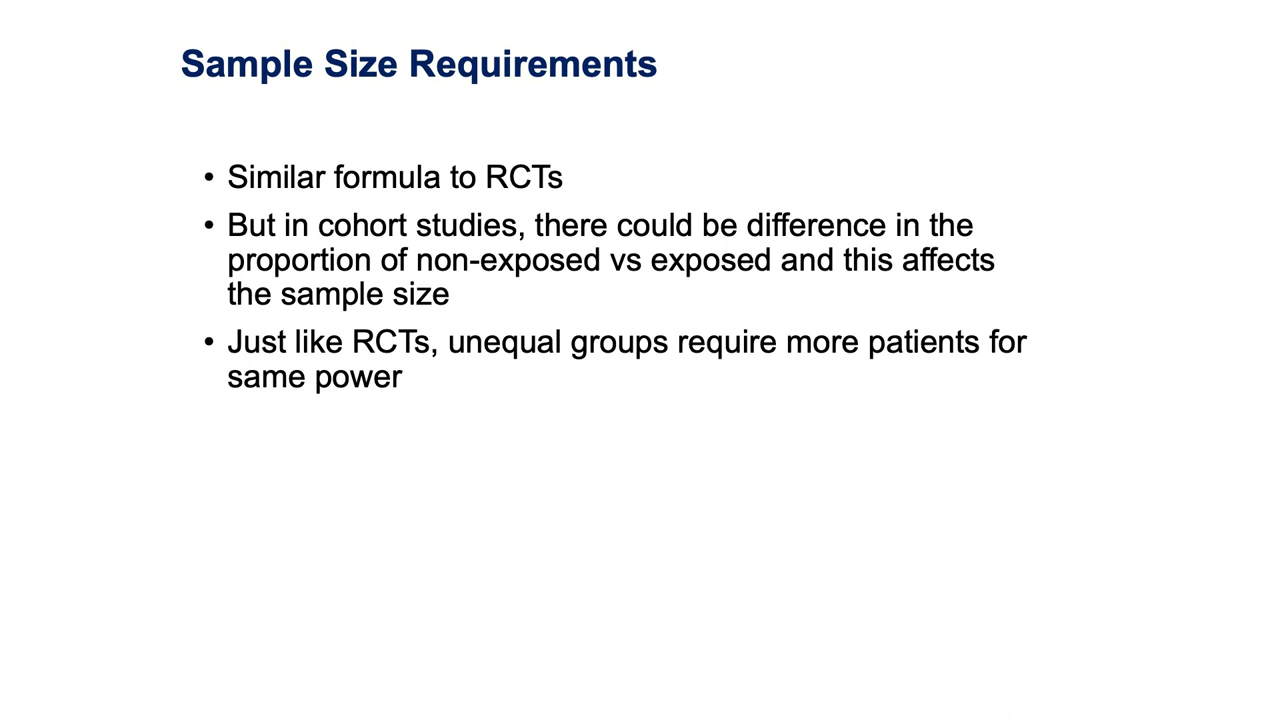 Sample Size Requirements
• Similar formula to RCTs
• But in cohort studies, there could be difference in the
proportion of non-exposed vs exposed and this affects
the sample size
• Just like RCTs, unequal groups require more patients for
same power